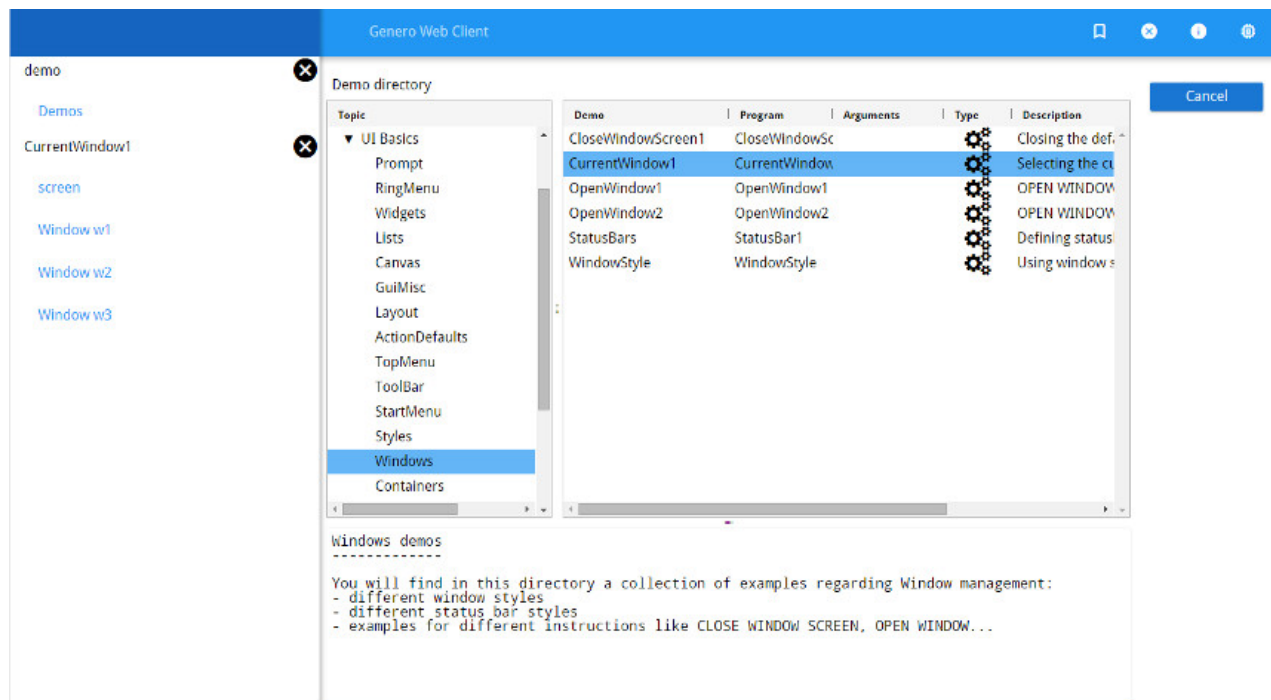 Genero Web Client
demo
Demos
CurrentWindow1
screen
Window w1
Window w2
Window w3
Demo directory
Cancel
Topic
▼ UI Basics
Prompt
RingMenu
Widgets
Lists
Canvas
GuiMisc
Layout
ActionDefaults
TopMenu
ToolBar
StartMenu
Styles
Windows
Containers
Demo Program Arguments Type Description
CloseWindowScreen1 CloseWindowSc Closing the def
CurrentWindow1 CurrentWindow Selecting the cu
OpenWindow1 OpenWindow1 OPEN WINDOW
OpenWindow2 OpenWindow2 OPEN WINDOW
StatusBars StatusBar1 Defining status
WindowStyle WindowStyle Using window s
Windows demos
-------------
You will find in this directory a collection of examples regarding Window management:
- different window styles
- different status bar styles
- examples for different instructions like CLOSE WINDOW SCREEN, OPEN WINDOW...